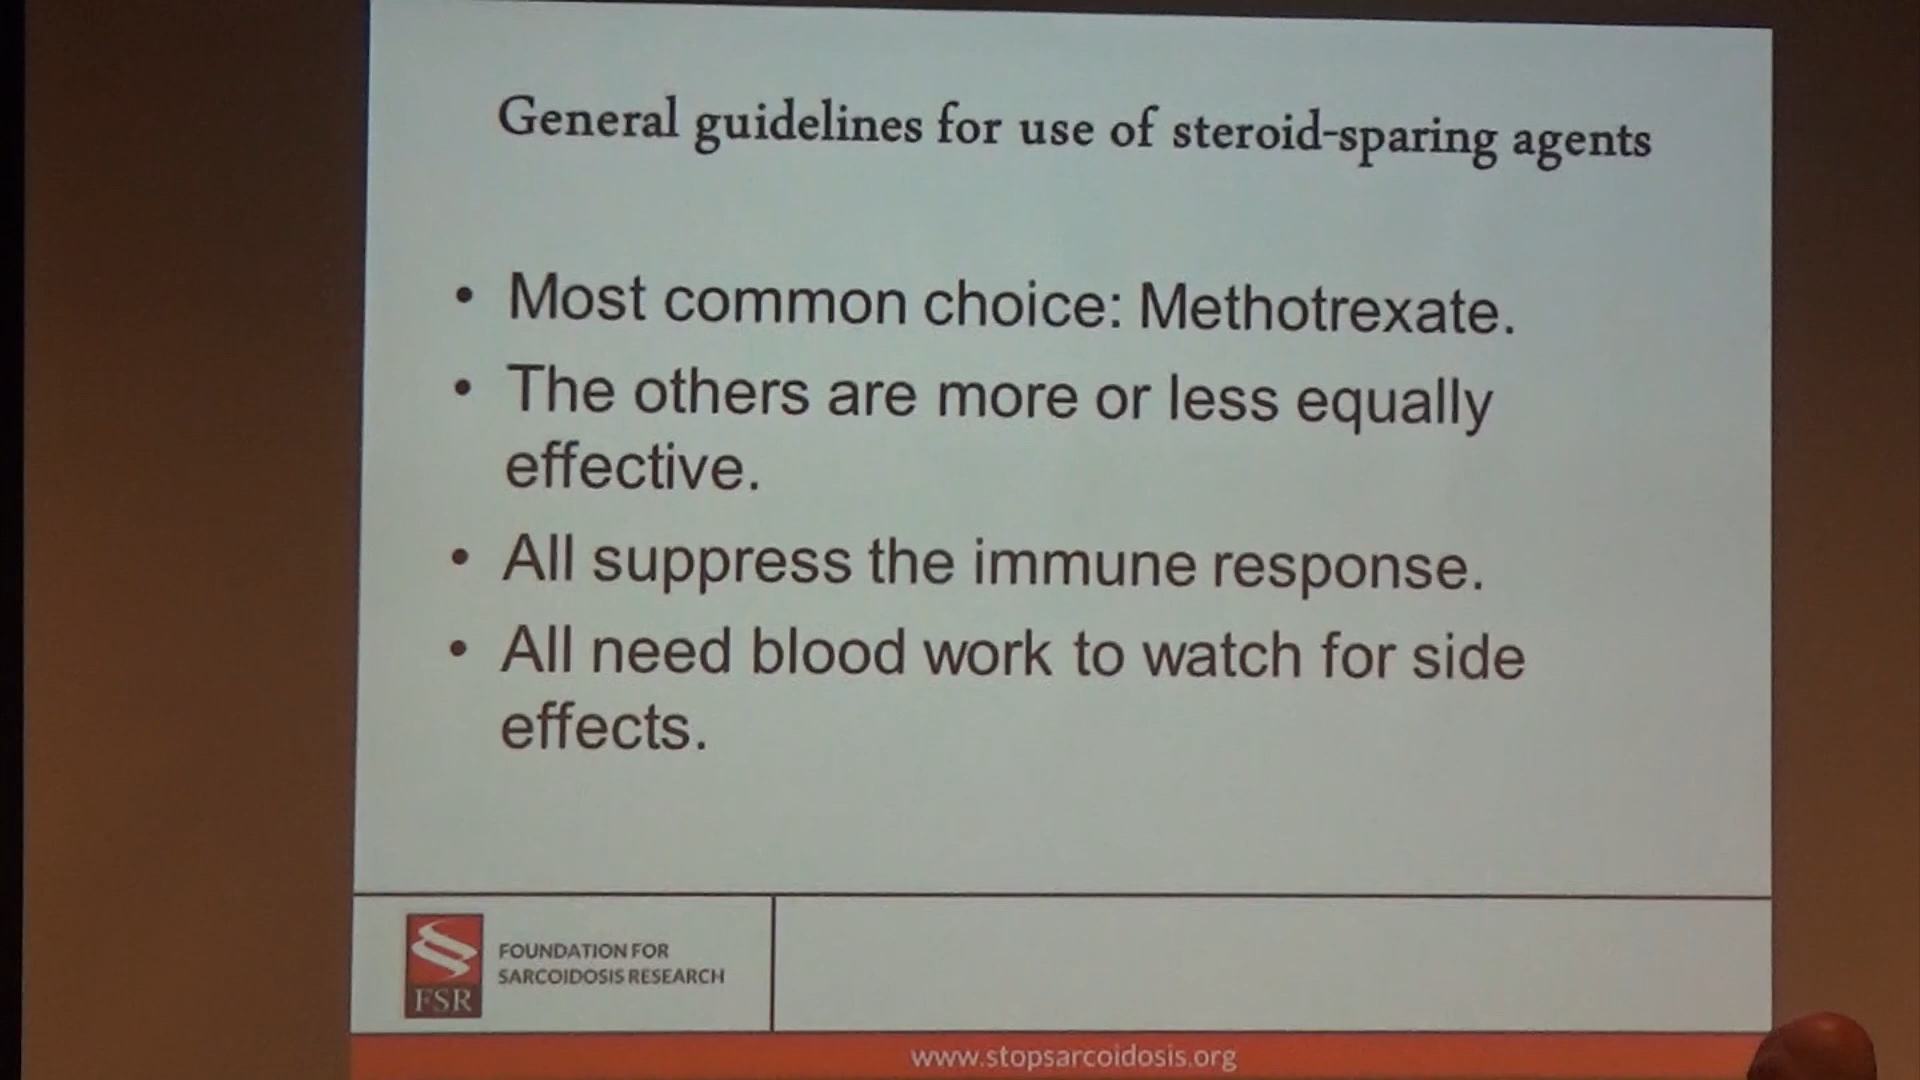 General guidelines for use of steroid-sparing agents
• Most common choice: Methotrexate.
• The others are more or less equally
effective.
• All suppress the immune response.
• All need blood work to watch for side
effects.
FOUNDATION FOR
SARCOIDOSIS RESEARCH
FSR
www.stopsarcoidosis.org